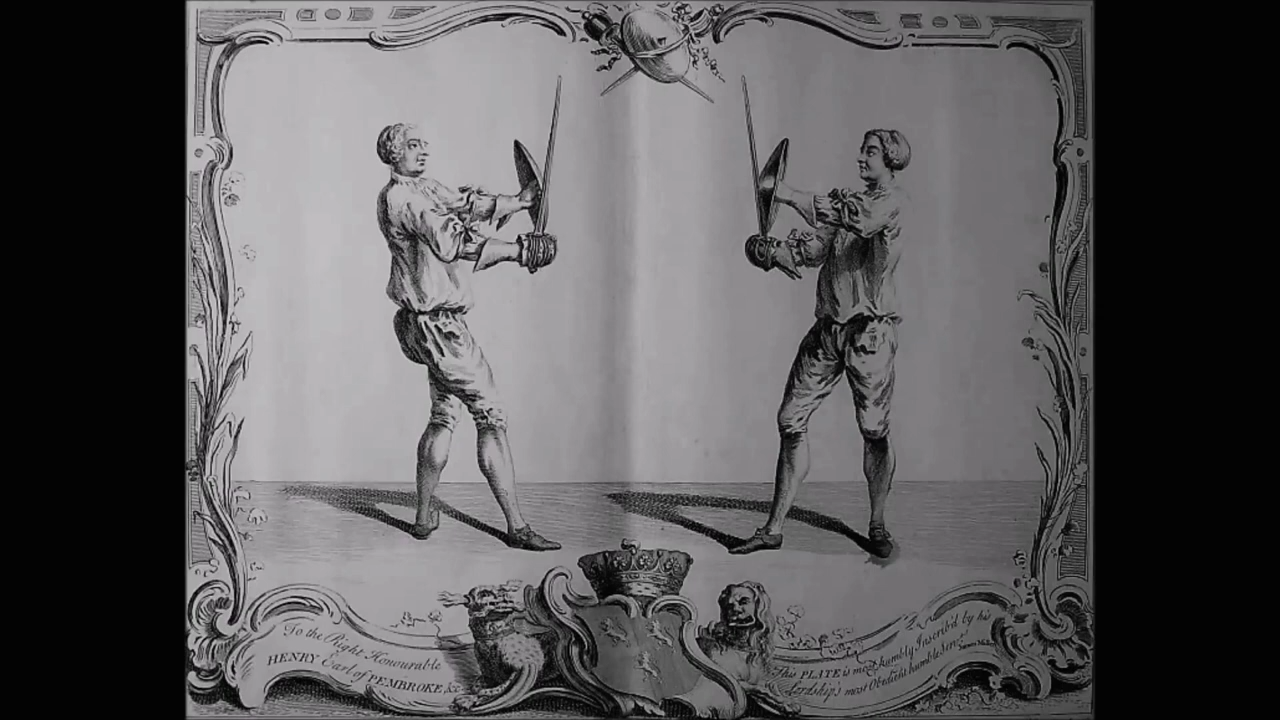 To the Right Honourable
HENRY Earl of PEMBROKE, &c
This PLATE is most humbly Inscrib'd by his
Lordship's most Obedient humble Serv.t